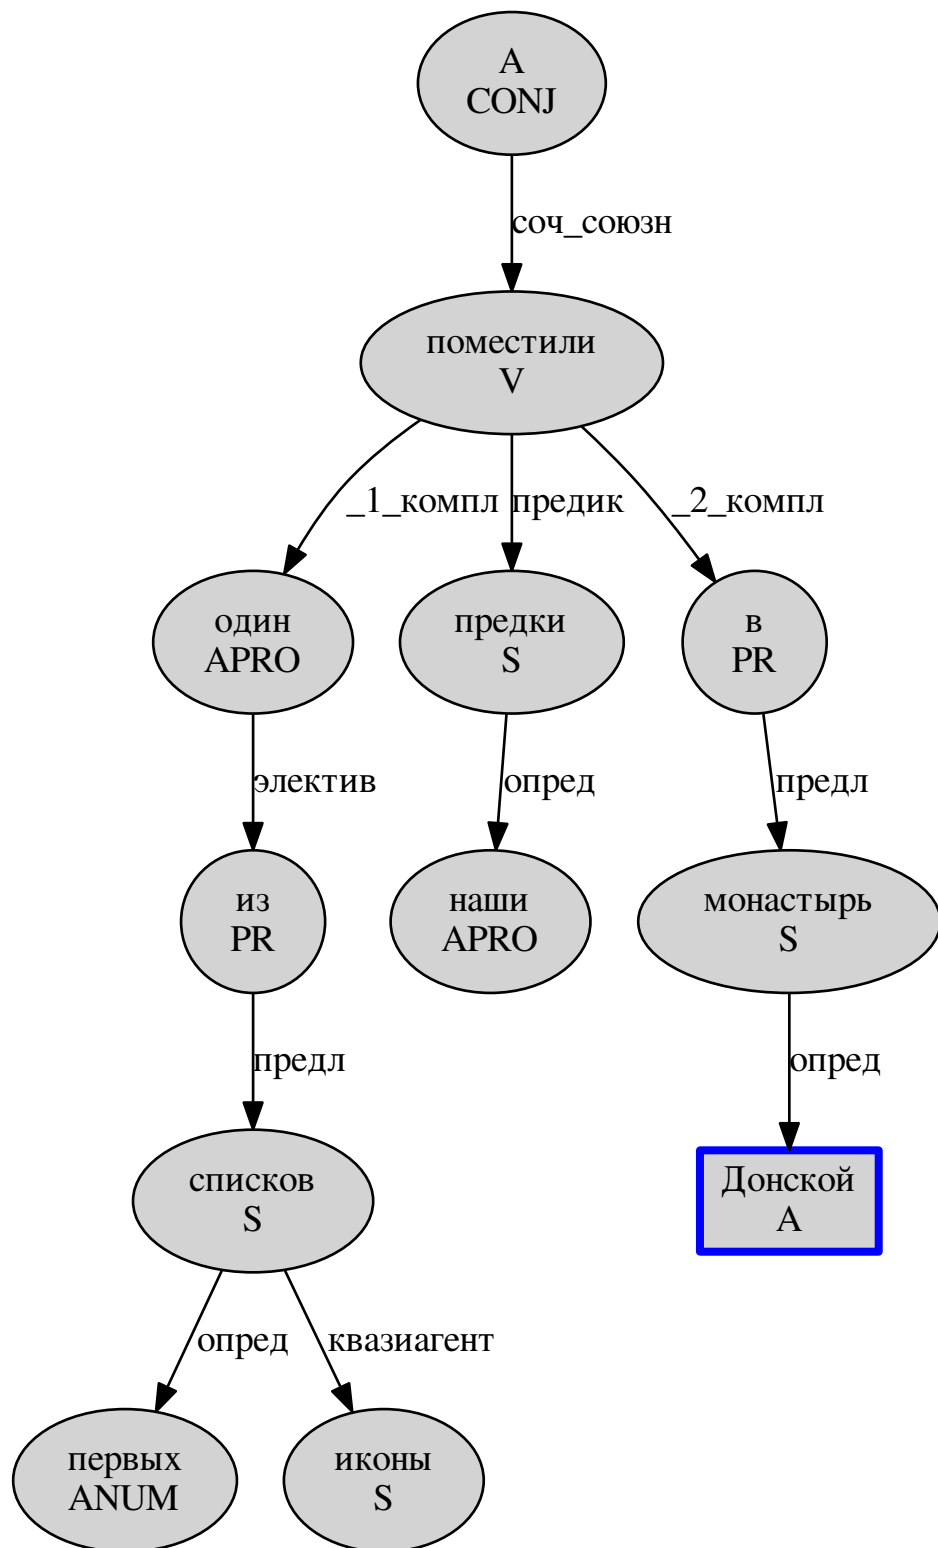 А
CONJ
соч_союзн
поместили
V
_1_компл
предик
_2_компл
один
APRO
предки
S
в
PR
электив
опред
предл
из
PR
наши
APRO
монастырь
S
предл
опред
списков
S
Донской
A
опред
квазиагент
первых
ANUM
иконы
S